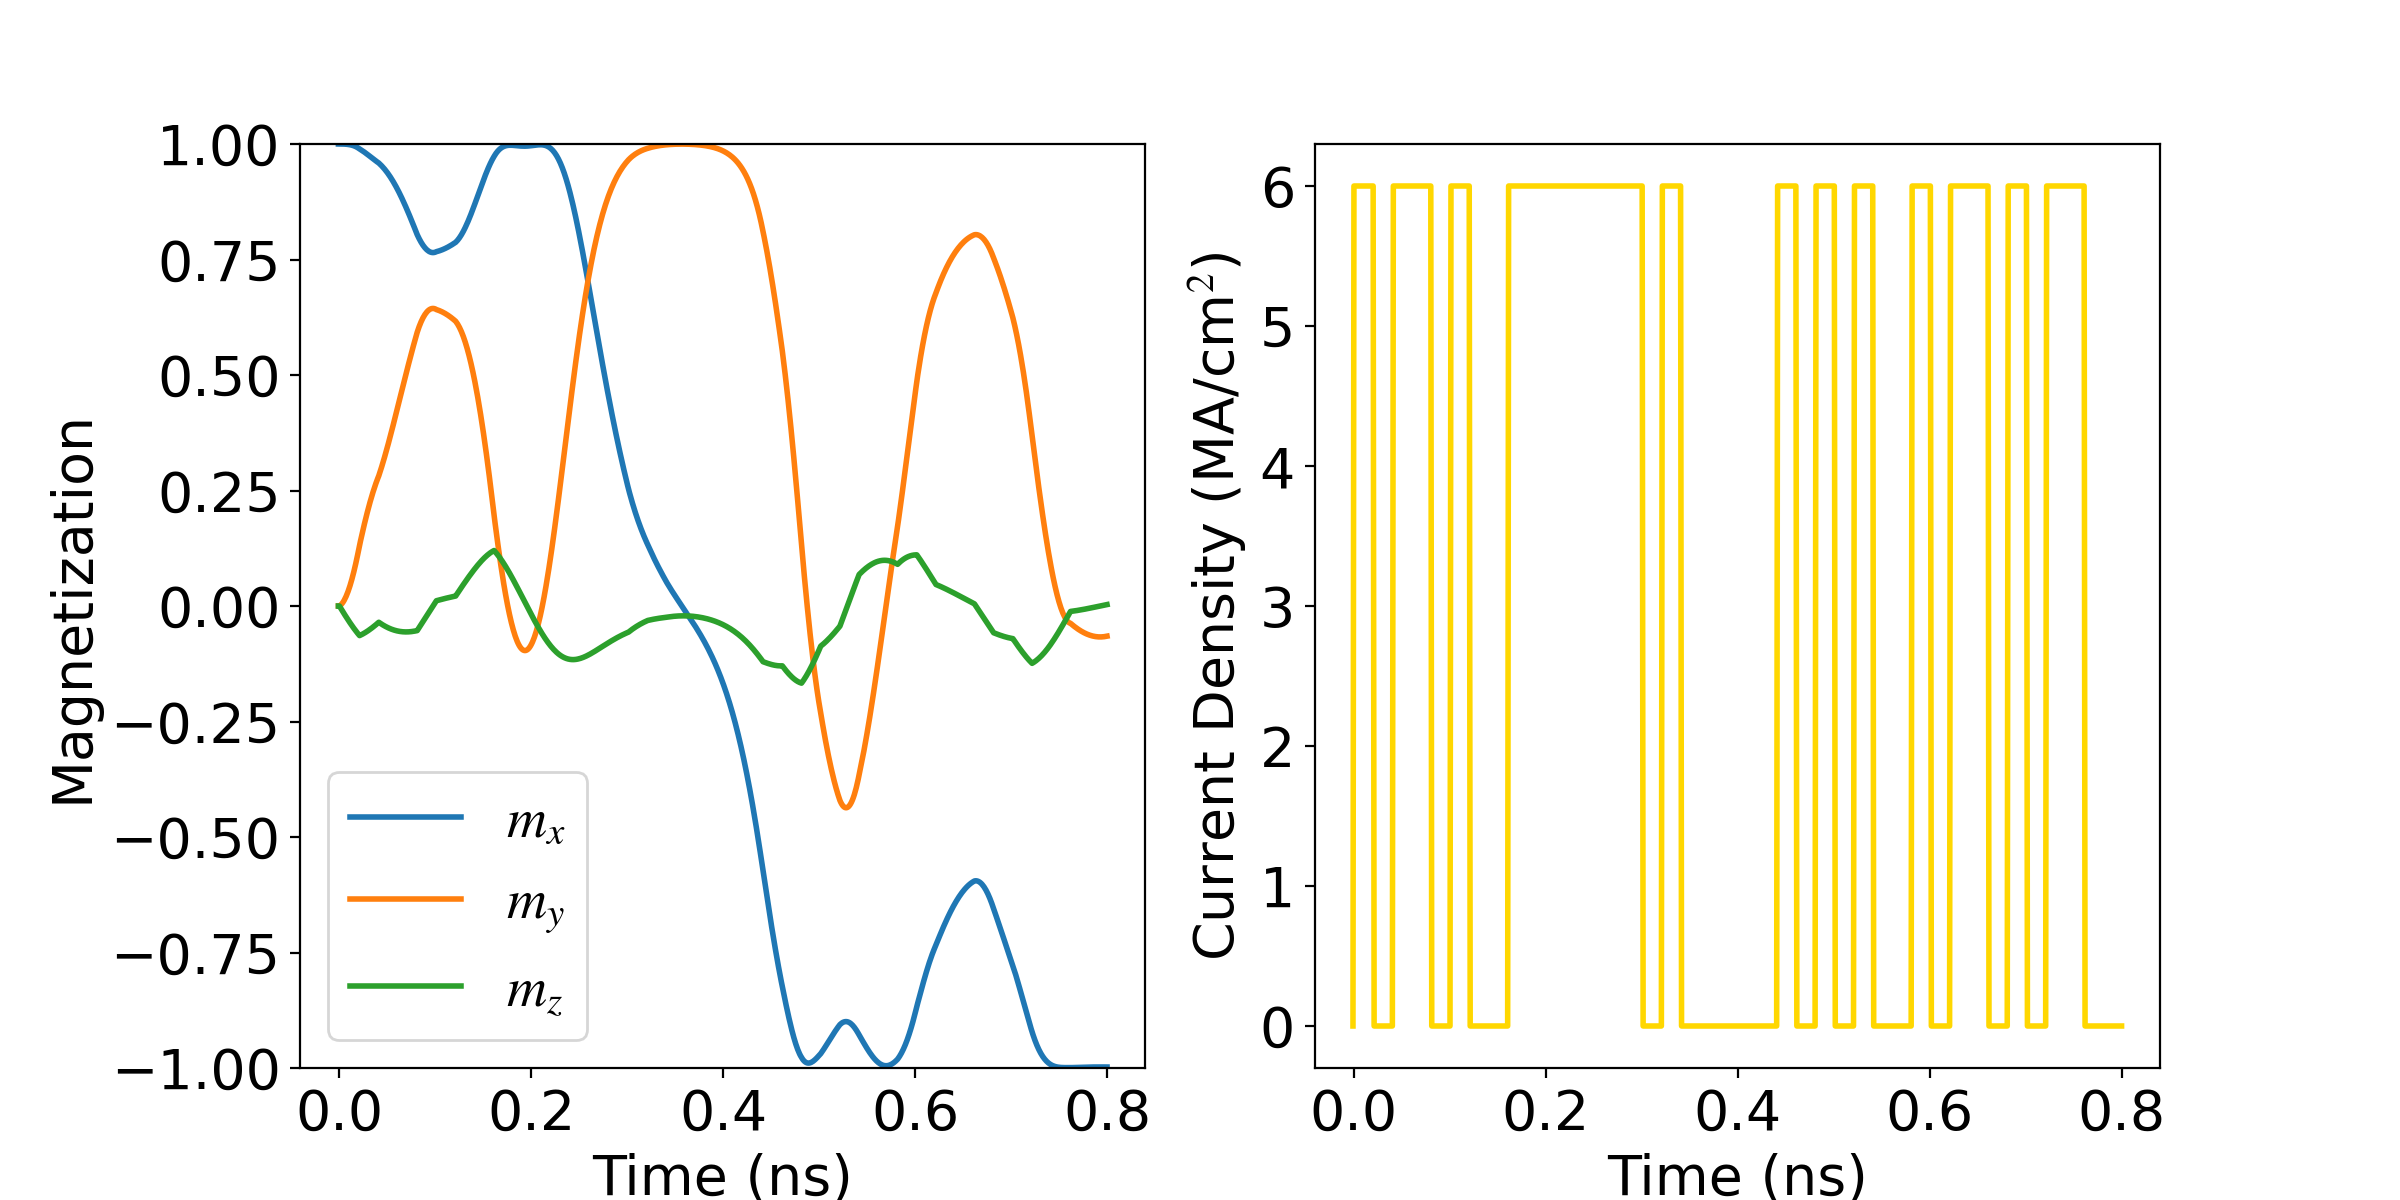 1.00
0.75
0.50
0.25
0.00
−0.25
−0.50
−0.75
−1.00
Magnetization
m_x
m_y
m_z
0.0 0.2 0.4 0.6 0.8
Time (ns)
6
5
4
3
2
1
0
Current Density (MA/cm²)
0.0 0.2 0.4 0.6 0.8
Time (ns)